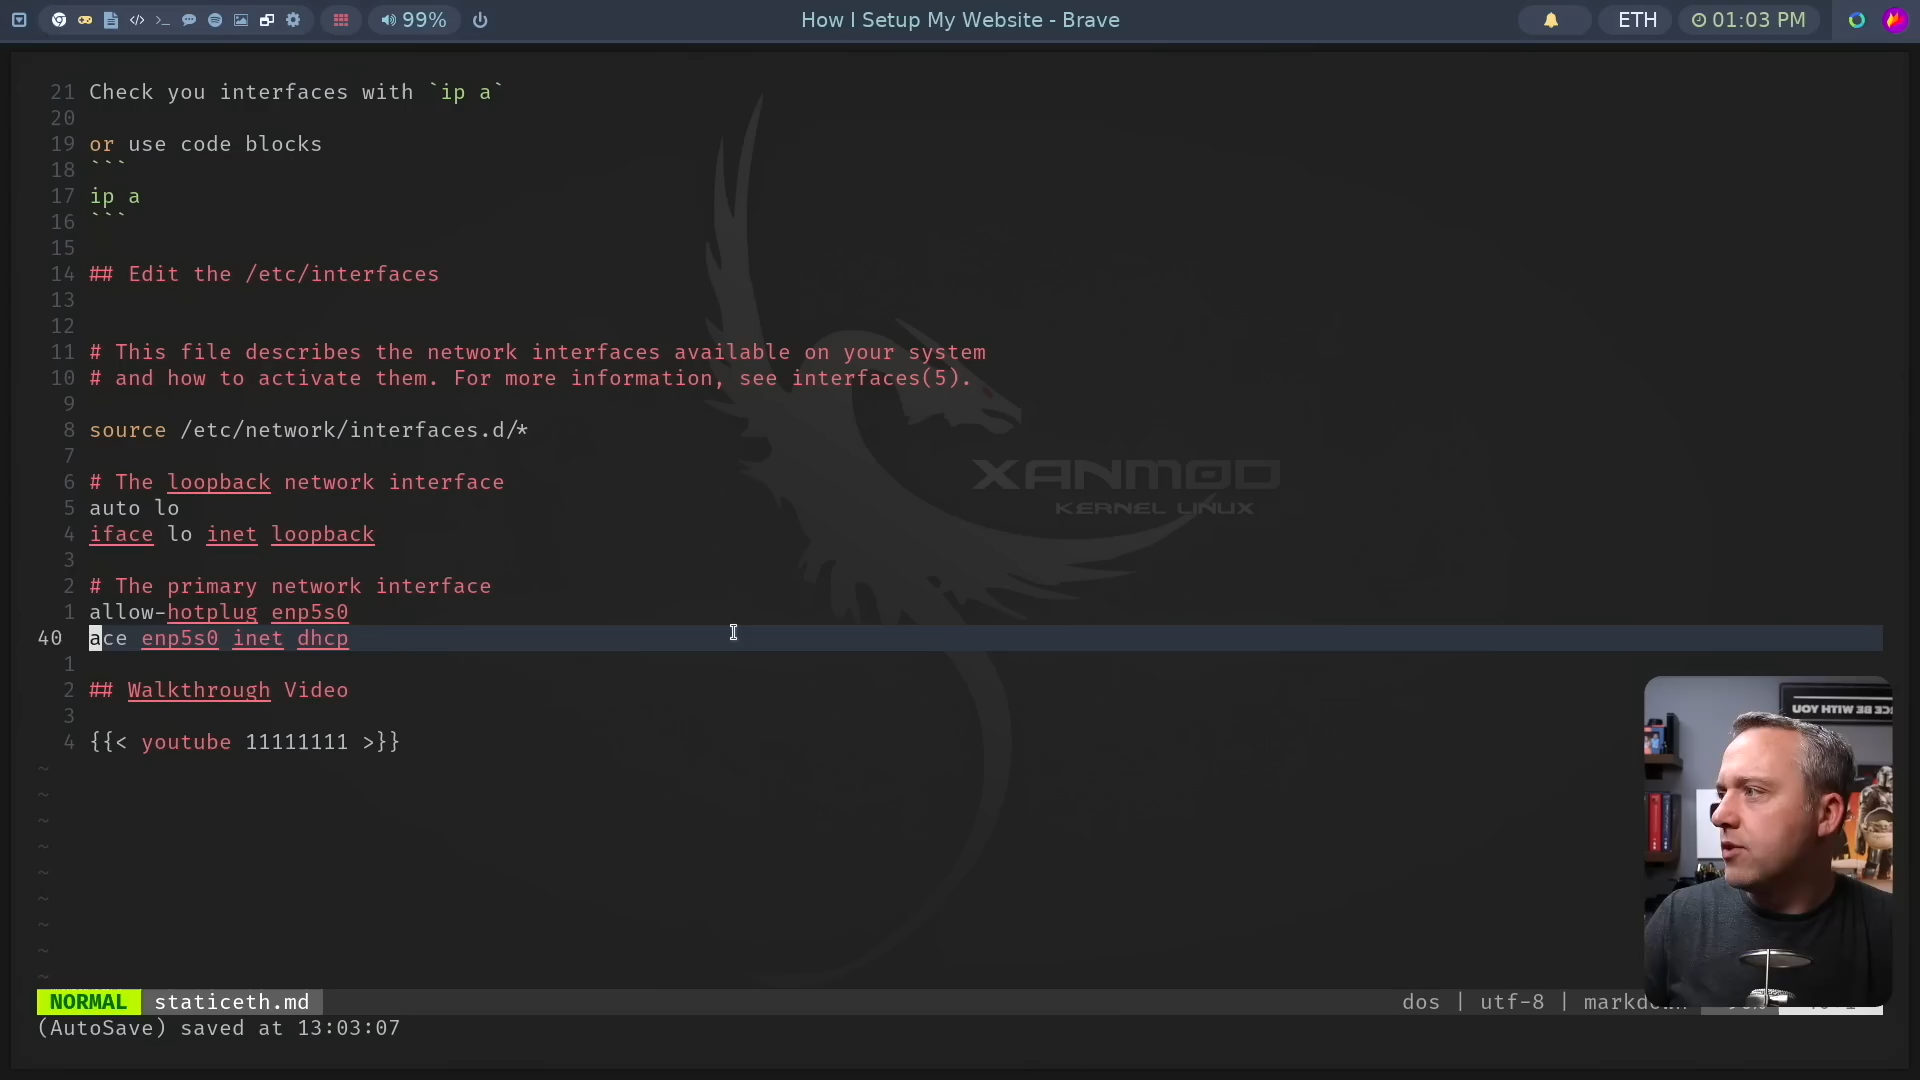 99%
How I Setup My Website - Brave
ETH
01:03 PM
21 Check you interfaces with `ip a`
20
19 or use code blocks
18 ```
17 ip a
16 ```
15
14 ## Edit the /etc/interfaces
13
12
11 # This file describes the network interfaces available on your system
10 # and how to activate them. For more information, see interfaces(5).
9
8 source /etc/network/interfaces.d/*
7
6 # The loopback network interface
5 auto lo
4 iface lo inet loopback
3
2 # The primary network interface
1 allow-hotplug enp5s0
40 ace enp5s0 inet dhcp
1
2 ## Walkthrough Video
3
4 {{< youtube 11111111 >}}
~
~
~
~
~
~
~
~
~
XANMOD
KERNEL LINUX
BE WITH YOU
NORMAL staticeth.md
dos | utf-8 |
(AutoSave) saved at 13:03:07